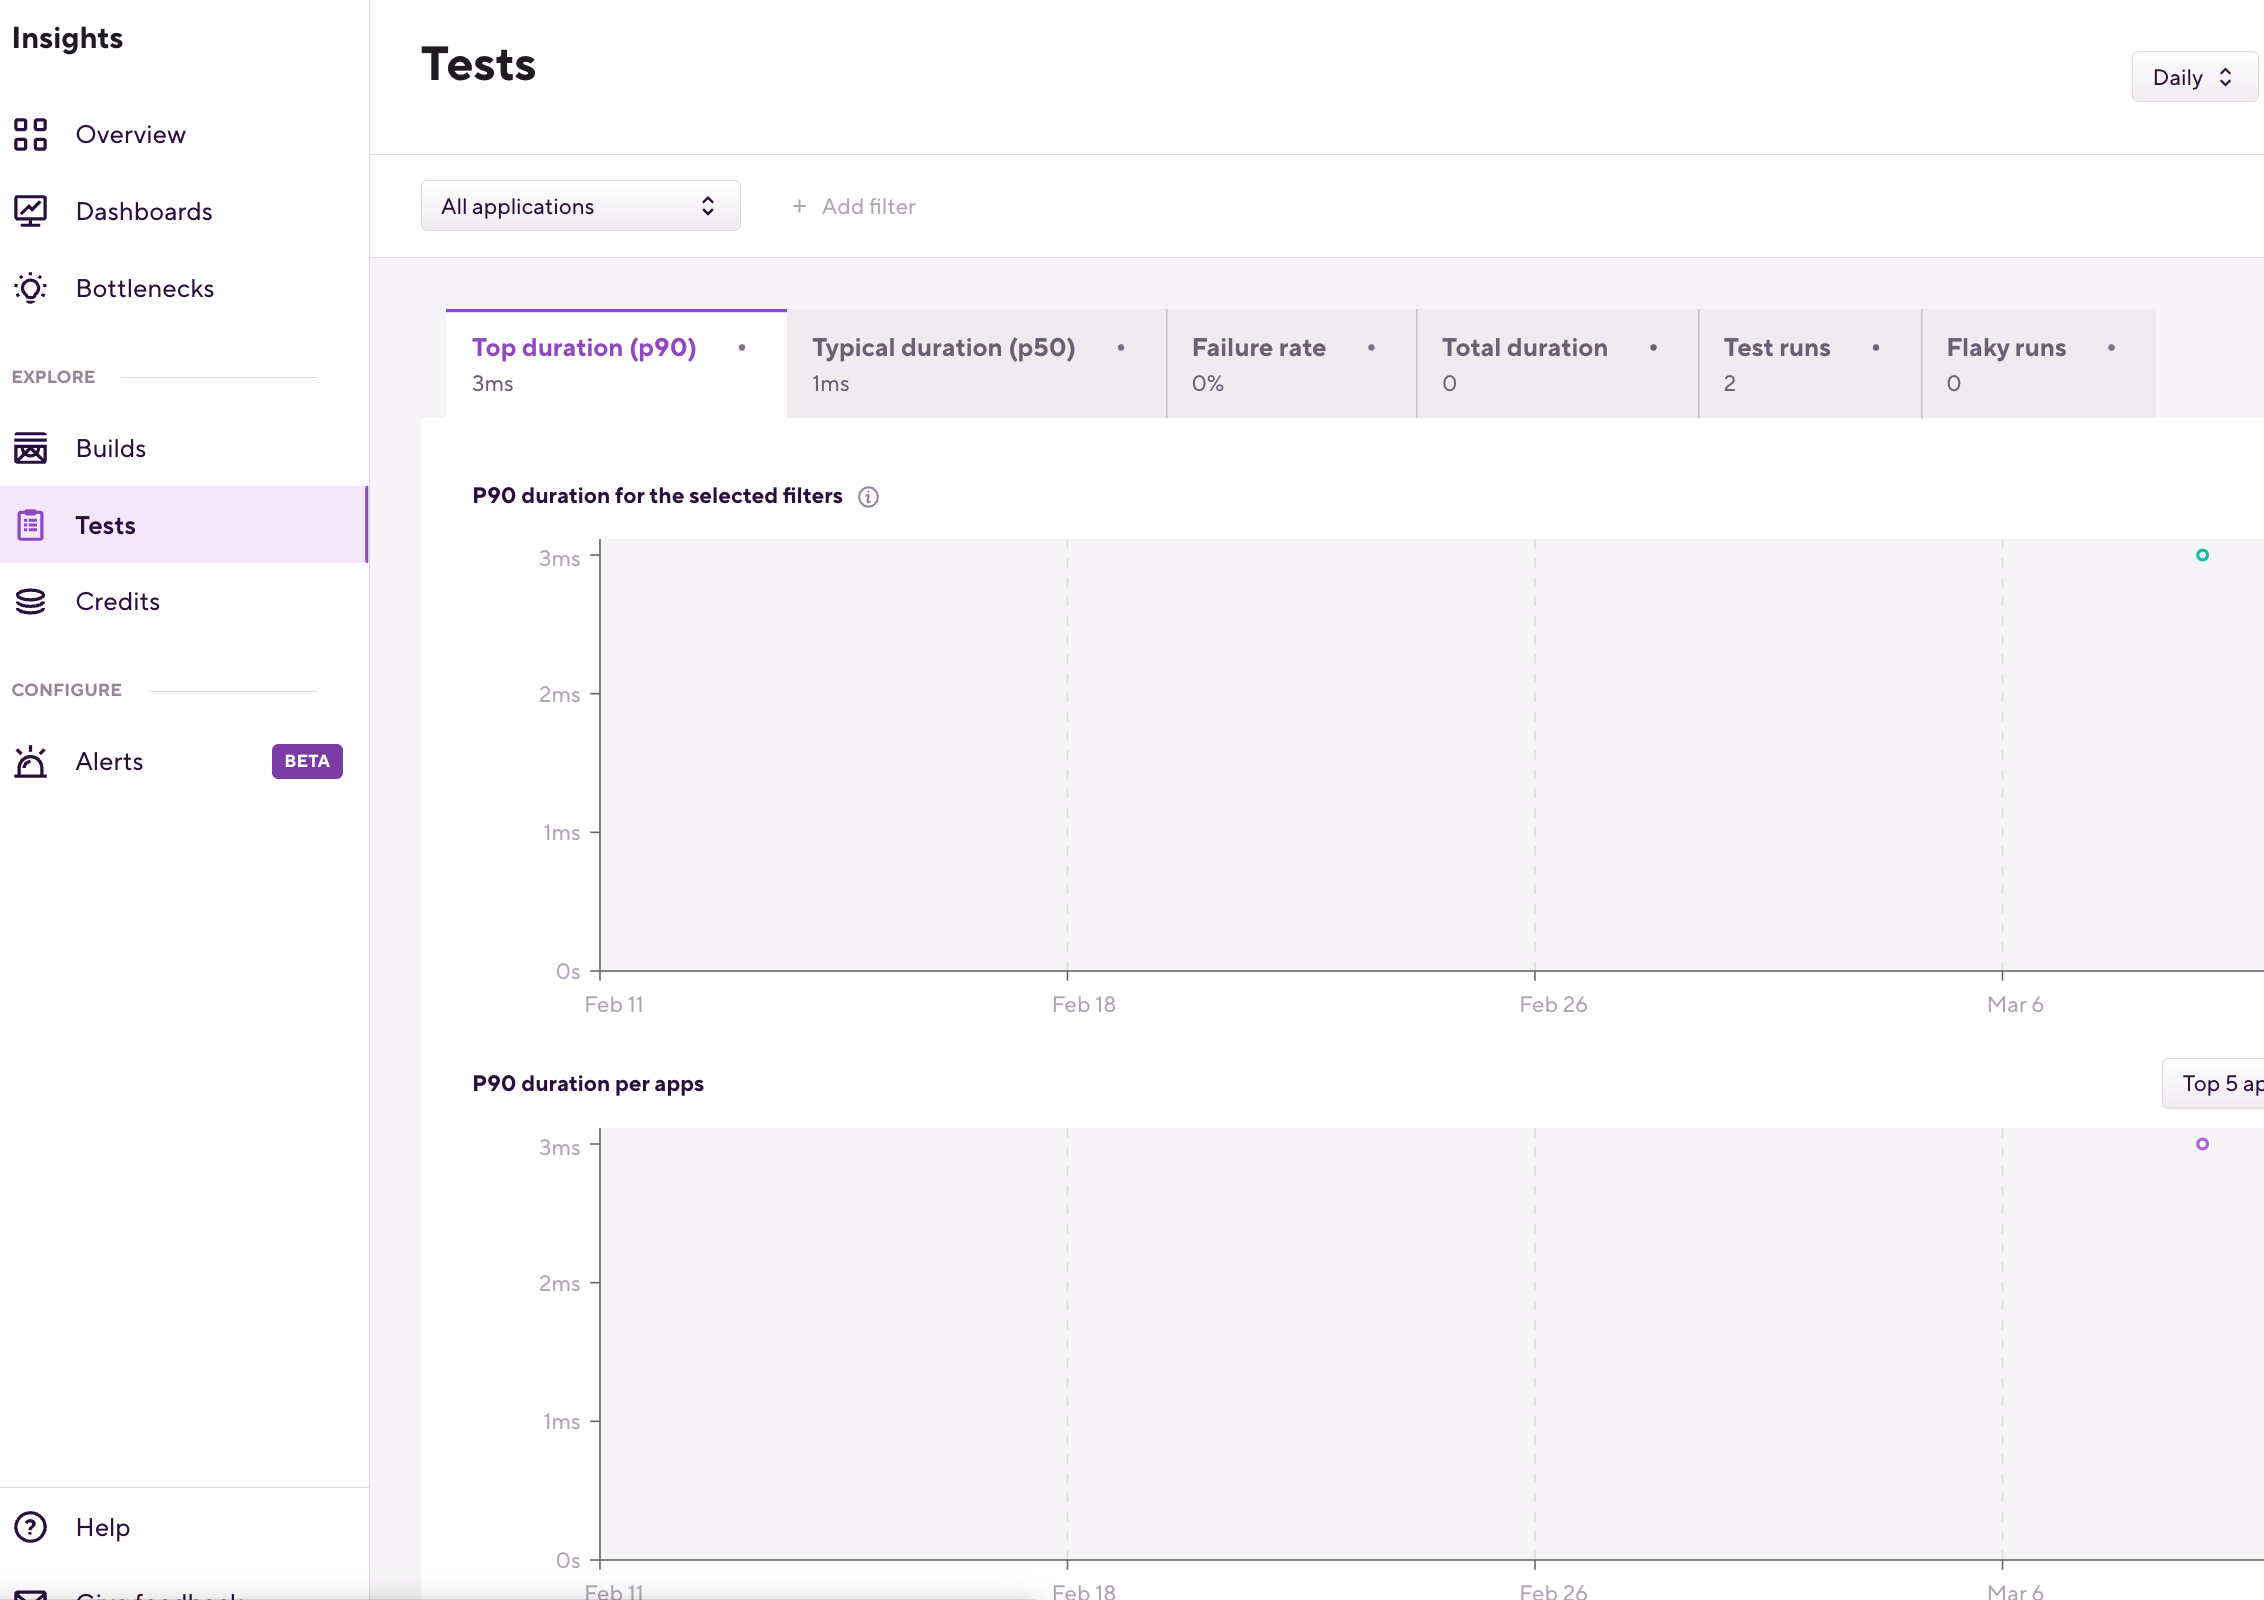 Insights
Overview
Dashboards
Bottlenecks
EXPLORE
Builds
Tests
Credits
CONFIGURE
Alerts
BETA
Help
Give feedback
Tests
Daily
All applications
+ Add filter
Top duration (p90)
3ms
Typical duration (p50)
1ms
Failure rate
0%
Total duration
0
Test runs
2
Flaky runs
0
P90 duration for the selected filters
3ms
2ms
1ms
0s
Feb 11
Feb 18
Feb 26
Mar 6
P90 duration per apps
Top 5 ap
3ms
2ms
1ms
0s
Feb 11
Feb 18
Feb 26
Mar 6